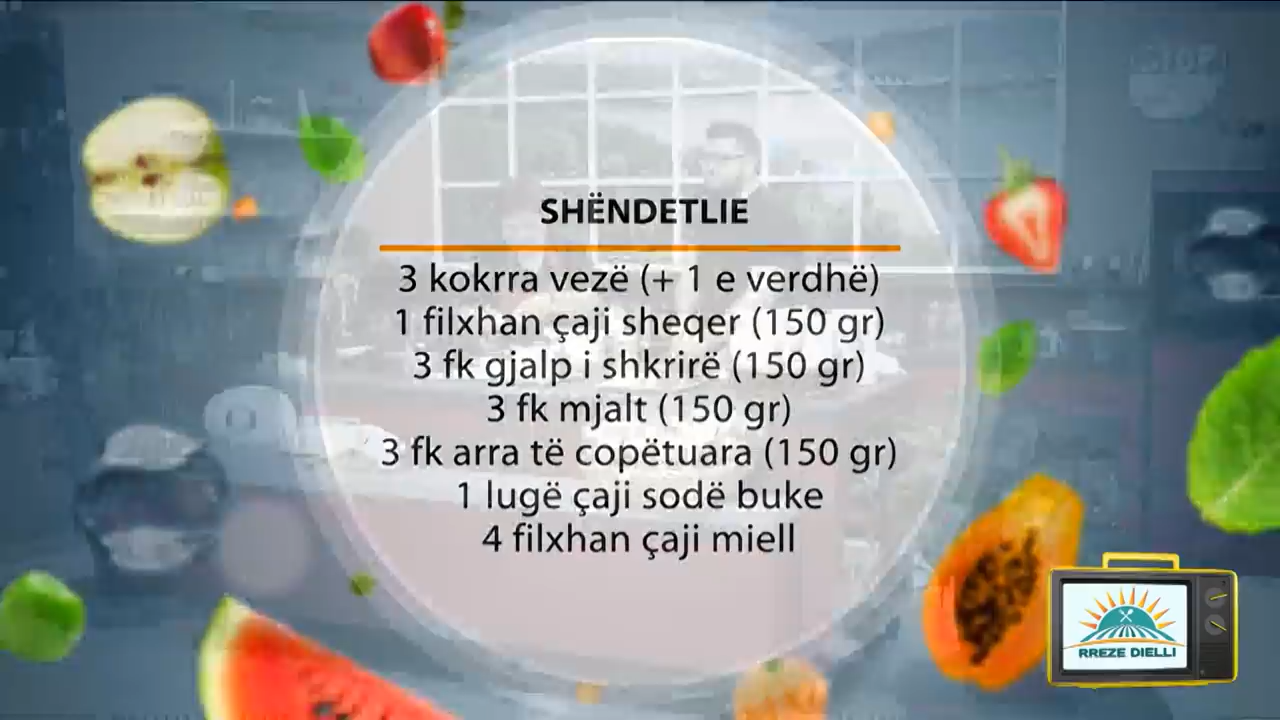 SHËNDETLIE
3 kokrra vezë (+ 1 e verdhë)
1 filxhan çaji sheqer (150 gr)
3 fk gjalp i shkrirë (150 gr)
3 fk mjalt (150 gr)
3 fk arra të copëtuara (150 gr)
1 lugë çaji sodë buke
4 filxhan çaji miell
RREZE DIELLI